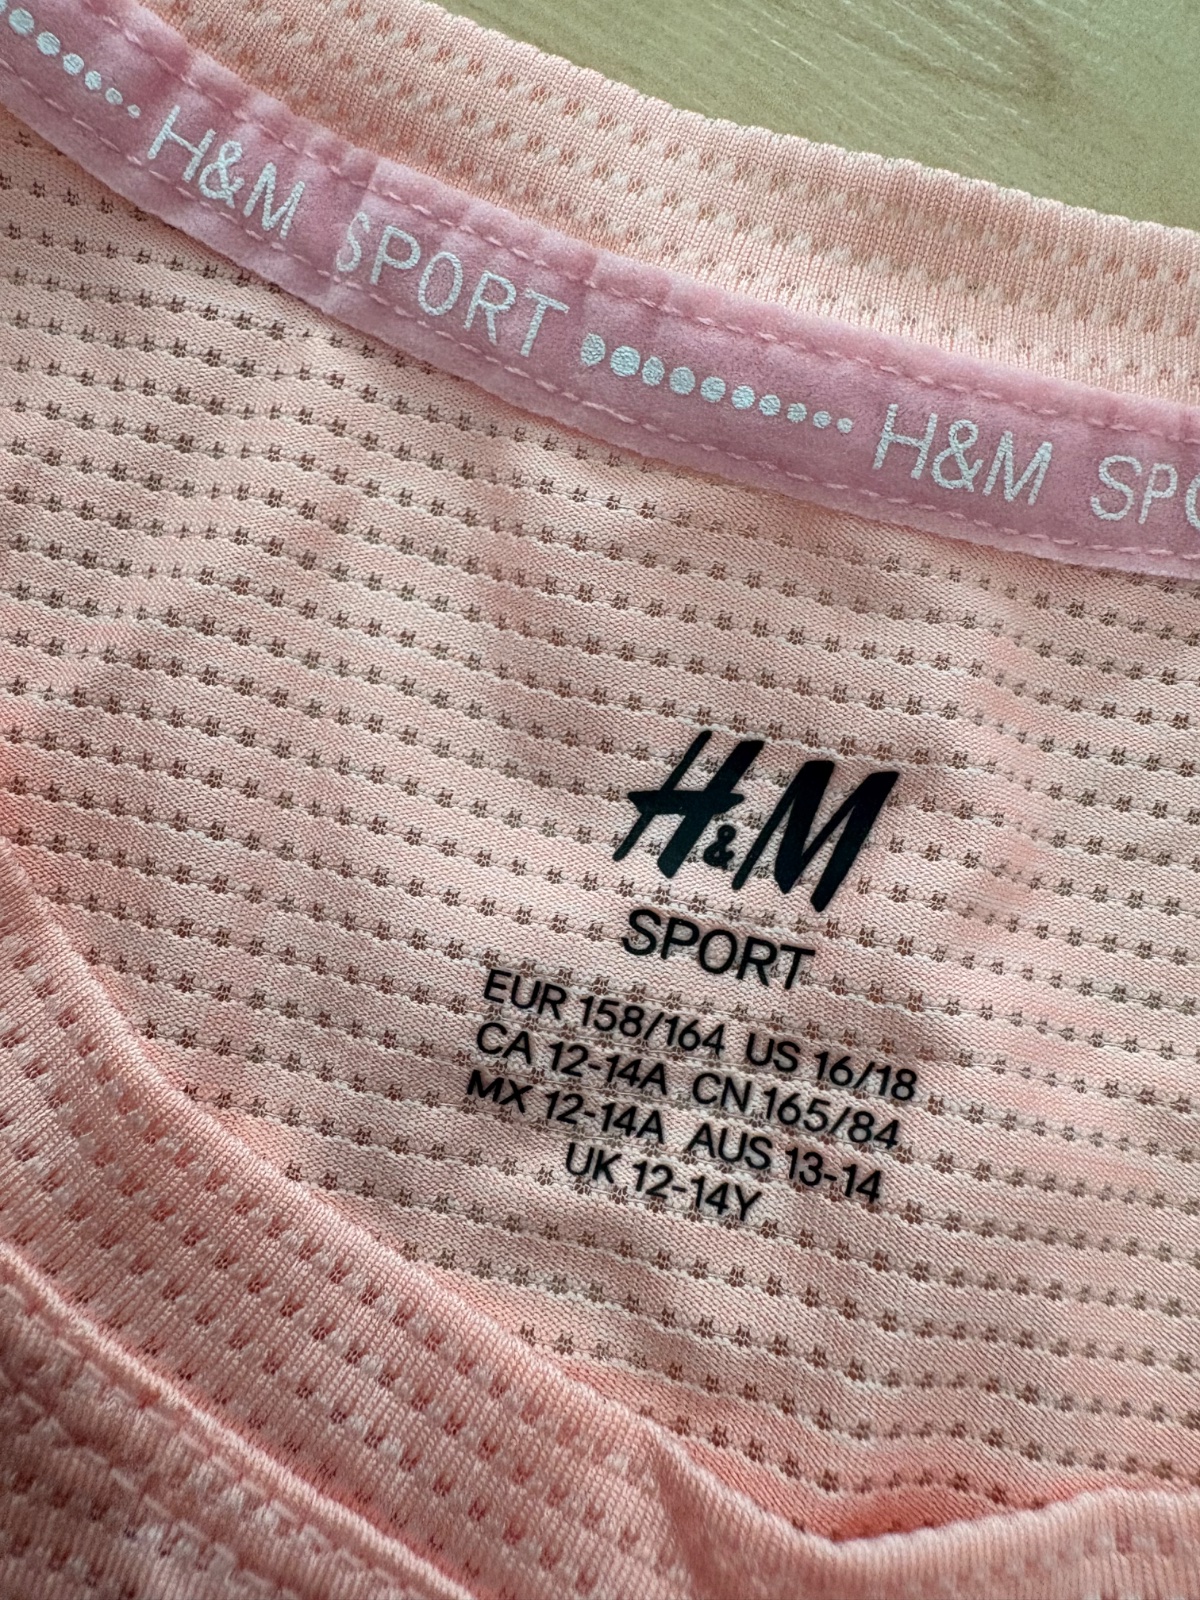 H&M SPORT H&M SPO
H&M
SPORT
EUR 158/164 US 16/18
CA 12-14A CN 165/84
MX 12-14A AUS 13-14
UK 12-14Y